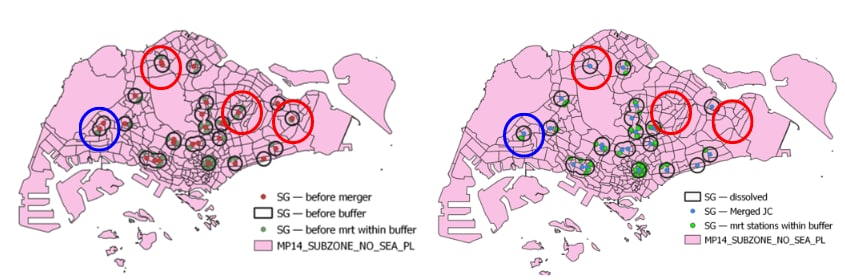 SG — before merger
SG — before buffer
SG — before mrt within buffer
MP14_SUBZONE_NO_SEA_PL
SG — dissolved
SG — Merged JC
SG — mrt stations within buffer
MP14_SUBZONE_NO_SEA_PL